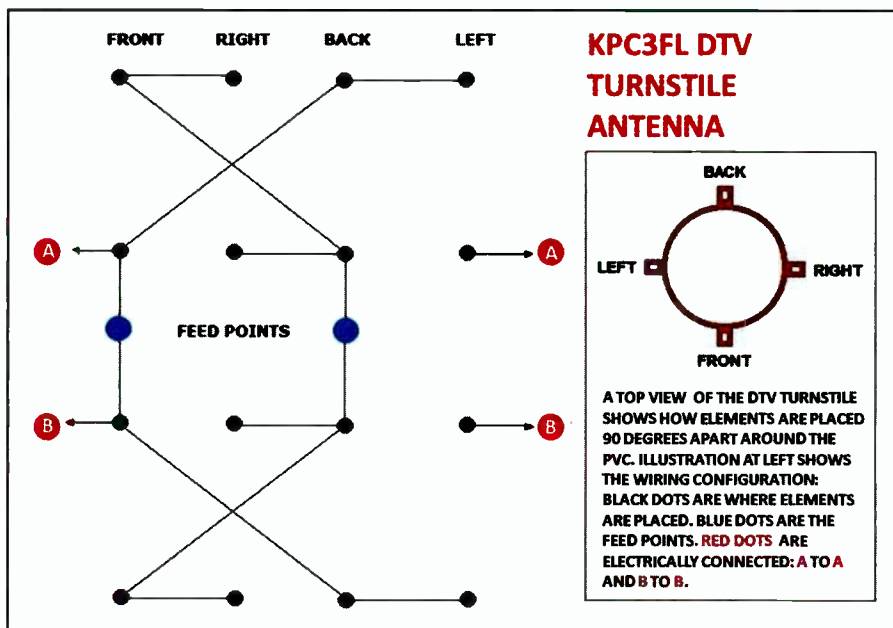 FRONT RIGHT BACK LEFT
KPC3FL DTV
TURNSTILE
ANTENNA
A A
FEED POINTS
B B
BACK
LEFT RIGHT
FRONT
A TOP VIEW OF THE DTV TURNSTILE
SHOWS HOW ELEMENTS ARE PLACED
90 DEGREES APART AROUND THE
PVC. ILLUSTRATION AT LEFT SHOWS
THE WIRING CONFIGURATION:
BLACK DOTS ARE WHERE ELEMENTS
ARE PLACED. BLUE DOTS ARE THE
FEED POINTS. RED DOTS ARE
ELECTRICALLY CONNECTED: A TO A
AND B TO B.